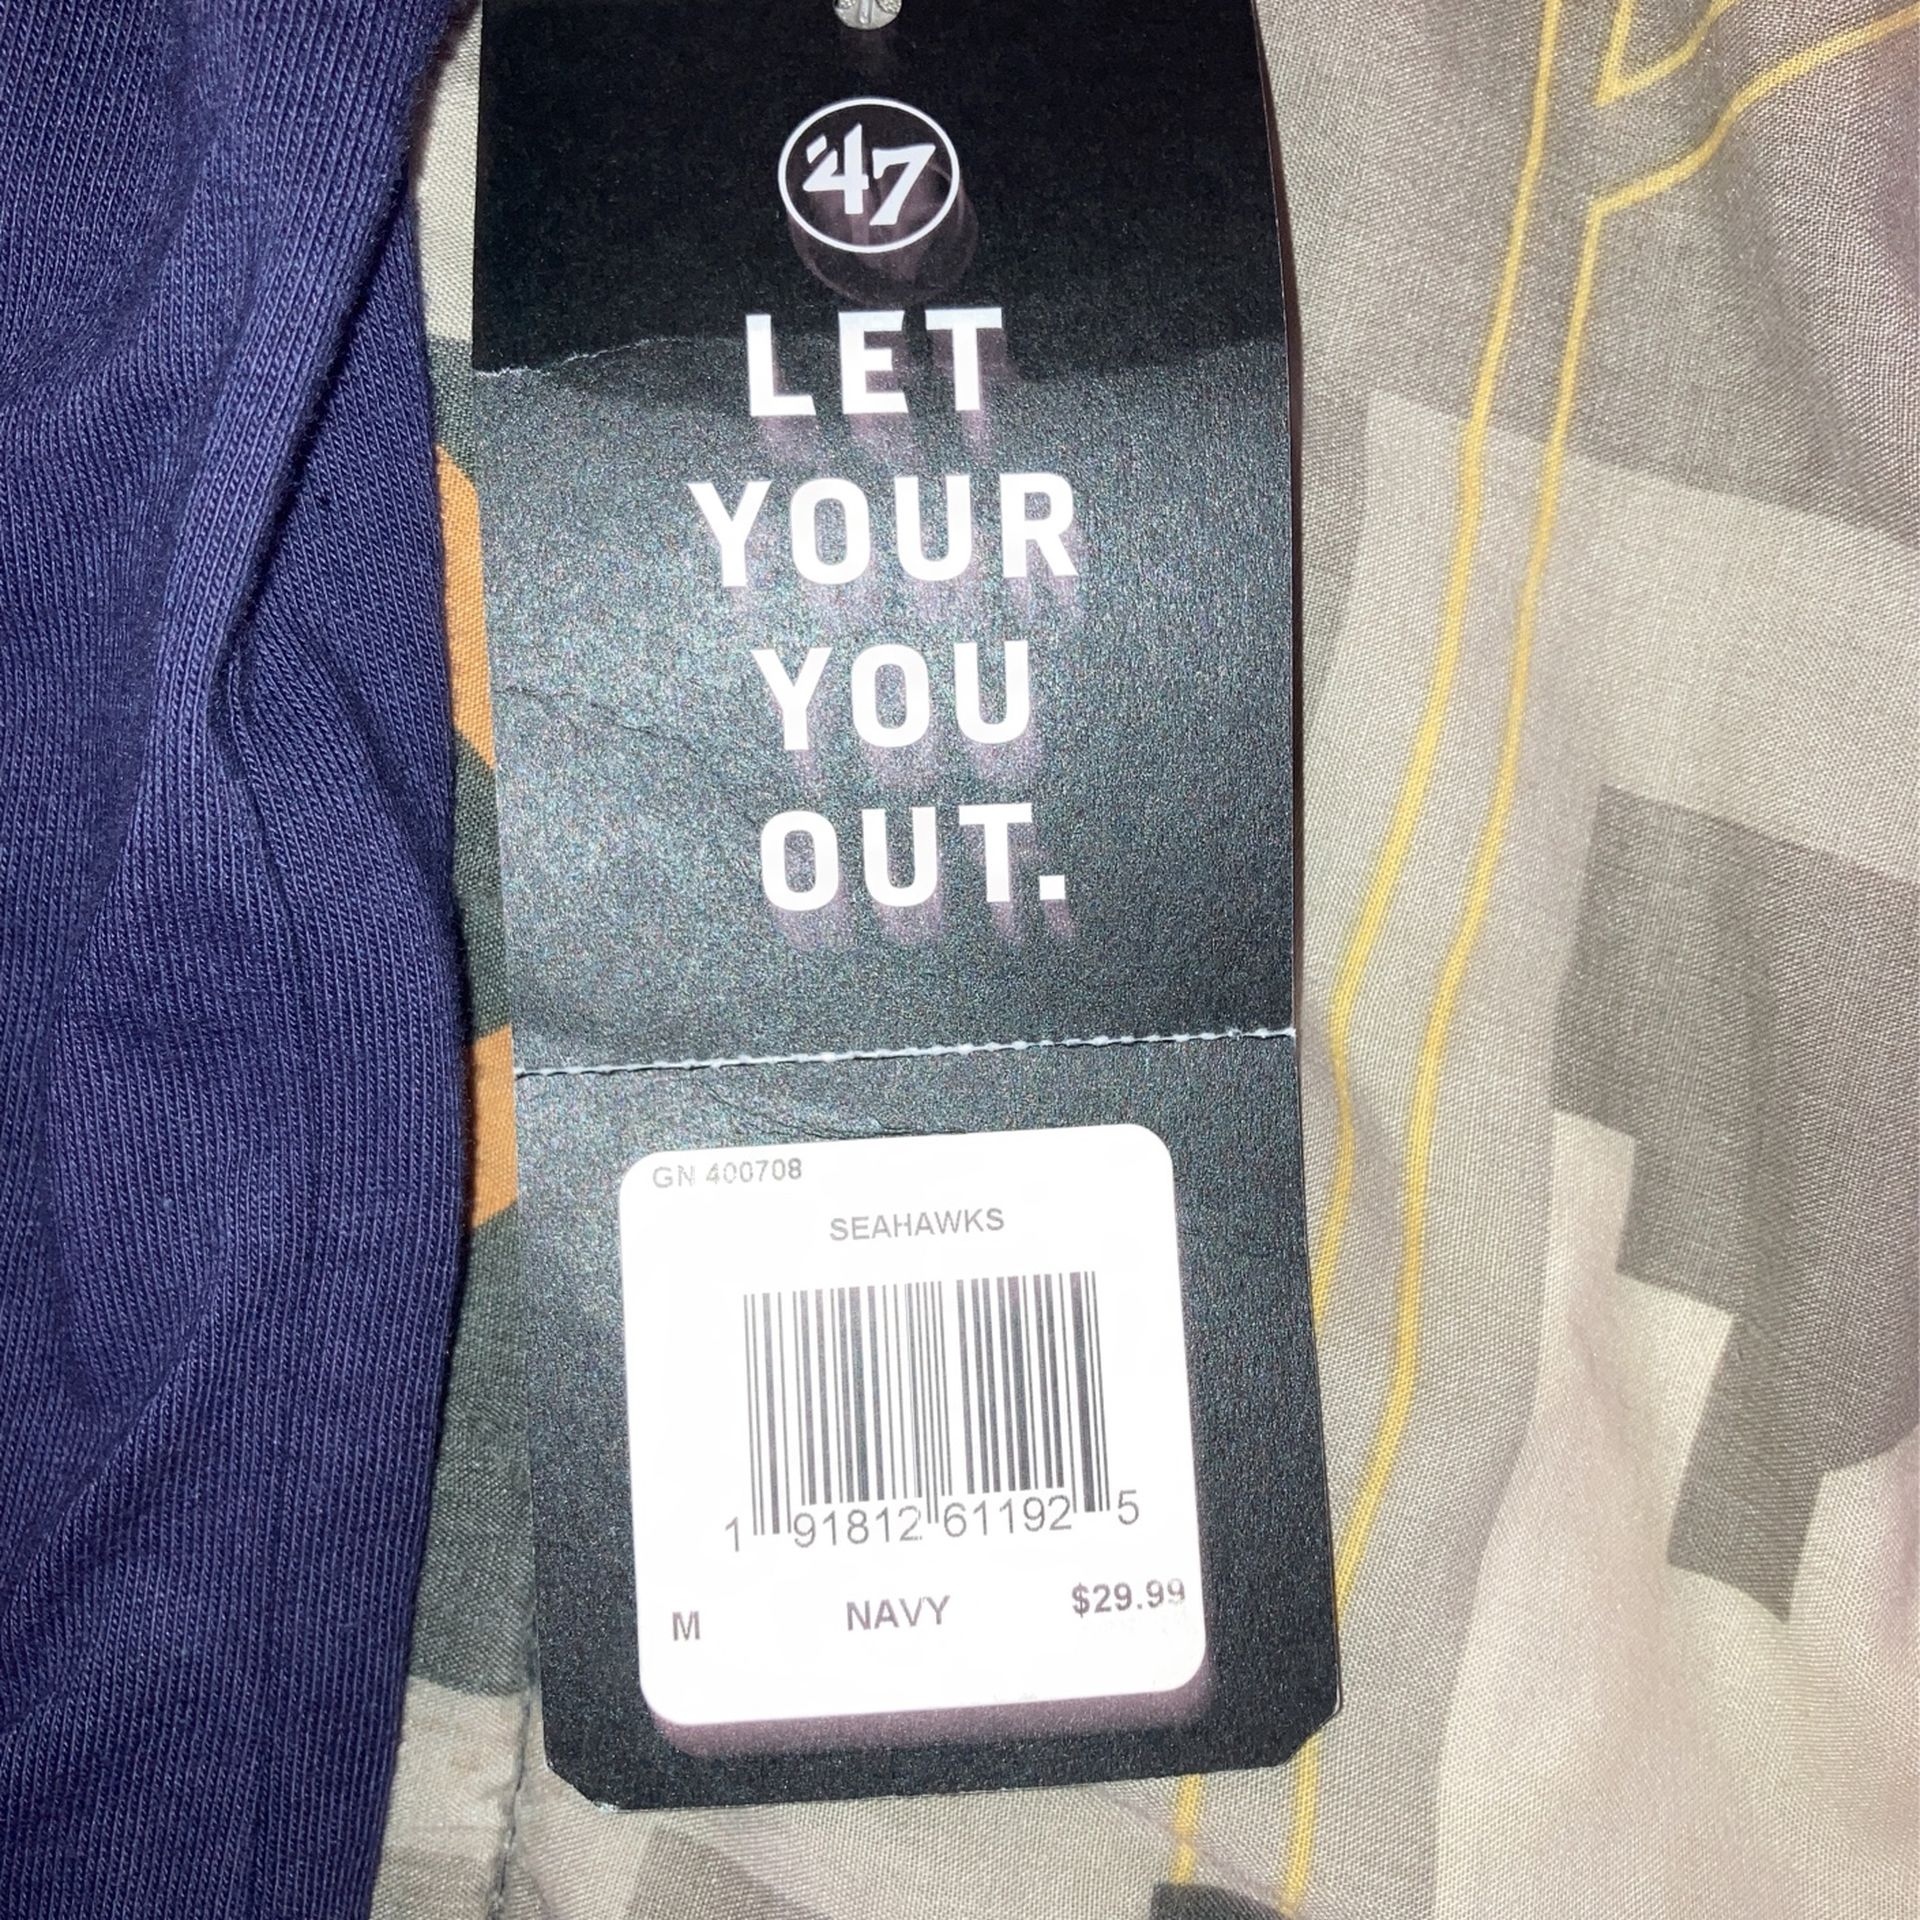 '47
LET
YOUR
YOU
OUT.
GN 400708
SEAHAWKS
1 91812 61192 5
M NAVY $29.99